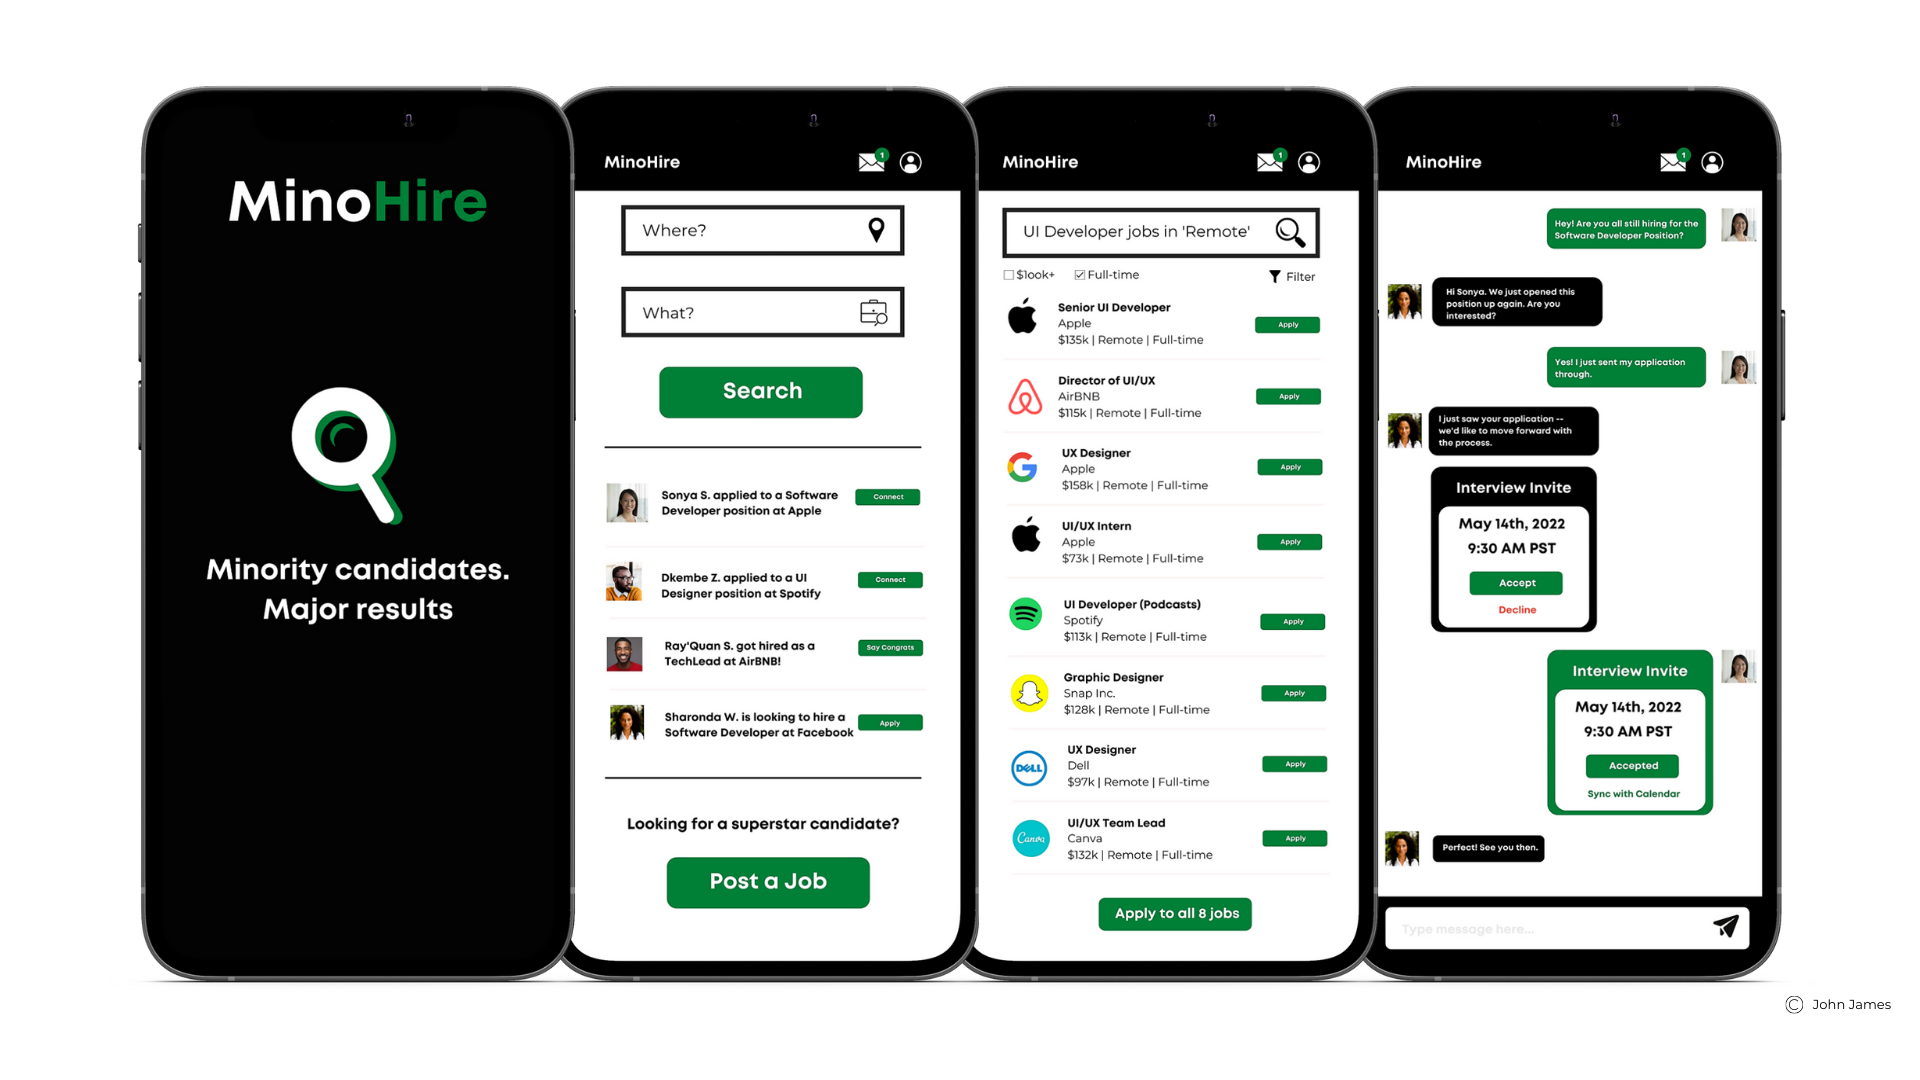 MinoHire
Minority candidates.
Major results
MinoHire
1
Where?
What?
Search
Sonya S. applied to a Software
Developer position at Apple
Connect
Dkembe Z. applied to a UI
Designer position at Spotify
Connect
Ray'Quan S. got hired as a
TechLead at AirBNB!
Say Congrats
Sharonda W. is looking to hire a
Software Developer at Facebook
Apply
Looking for a superstar candidate?
Post a Job
MinoHire
1
UI Developer jobs in 'Remote'
$100k+
Full-time
Filter
Senior UI Developer
Apple
$135k | Remote | Full-time
Apply
Director of UI/UX
AirBNB
$115k | Remote | Full-time
Apply
UX Designer
Apple
$158k | Remote | Full-time
Apply
UI/UX Intern
Apple
$73k | Remote | Full-time
Apply
UI Developer (Podcasts)
Spotify
$113k | Remote | Full-time
Apply
Graphic Designer
Snap Inc.
$128k | Remote | Full-time
Apply
DELL
UX Designer
Dell
$97k | Remote | Full-time
Apply
Canva
UI/UX Team Lead
Canva
$132k | Remote | Full-time
Apply
Apply to all 8 jobs
MinoHire
1
Hey! Are you all still hiring for the
Software Developer Position?
Hi Sonya. We just opened this
position up again. Are you
interested?
Yes! I just sent my application
through.
I just saw your application --
we'd like to move forward with
the process.
Interview Invite
May 14th, 2022
9:30 AM PST
Accept
Decline
Interview Invite
May 14th, 2022
9:30 AM PST
Accepted
Sync with Calendar
Perfect! See you then.
Type message here...
© John James